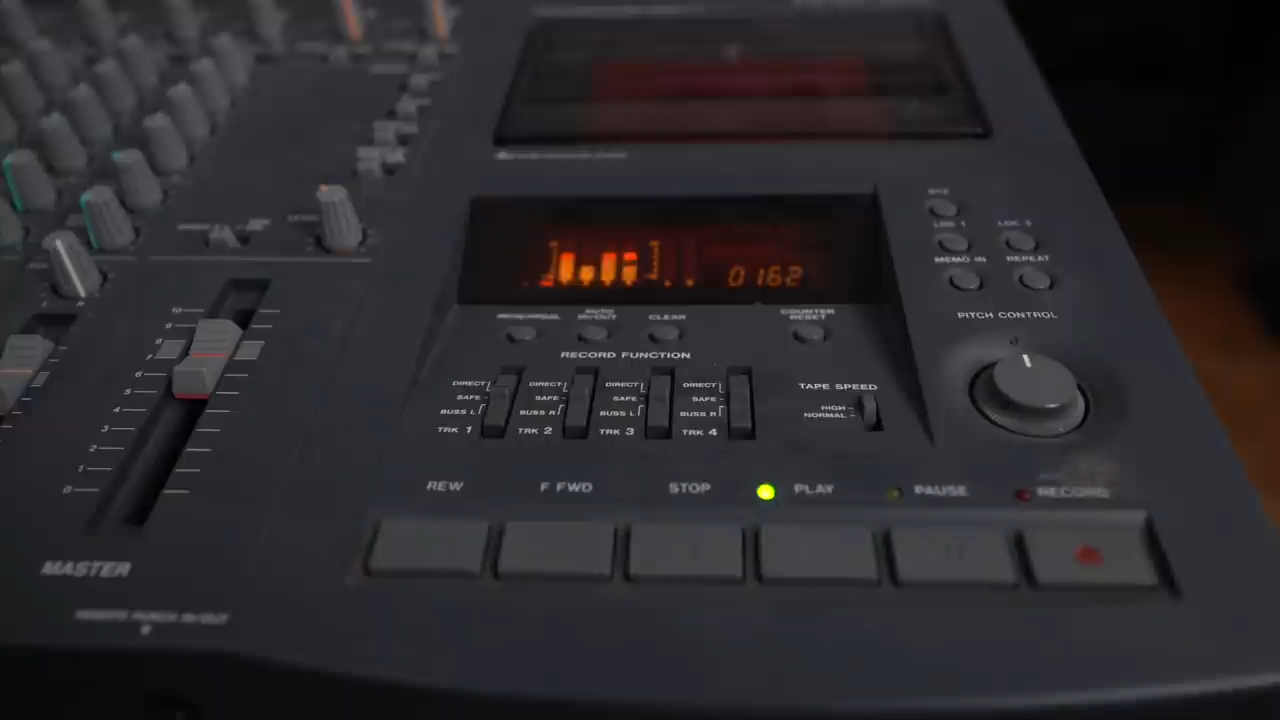 0162
LOC 1
LOC 2
MEMO IN
REPEAT
PITCH CONTROL
AUTO
IN/OUT
CLEAR
COUNTER
RESET
RECORD FUNCTION
DIRECT DIRECT DIRECT DIRECT
SAFE SAFE SAFE SAFE
BUSS L BUSS R BUSS L BUSS R
TRK 1 TRK 2 TRK 3 TRK 4
TAPE SPEED
HIGH
NORMAL
10
9
8
7
6
5
4
3
2
1
0
REW F FWD STOP PLAY PAUSE RECORD
MASTER
REMOTE PUNCH IN/OUT